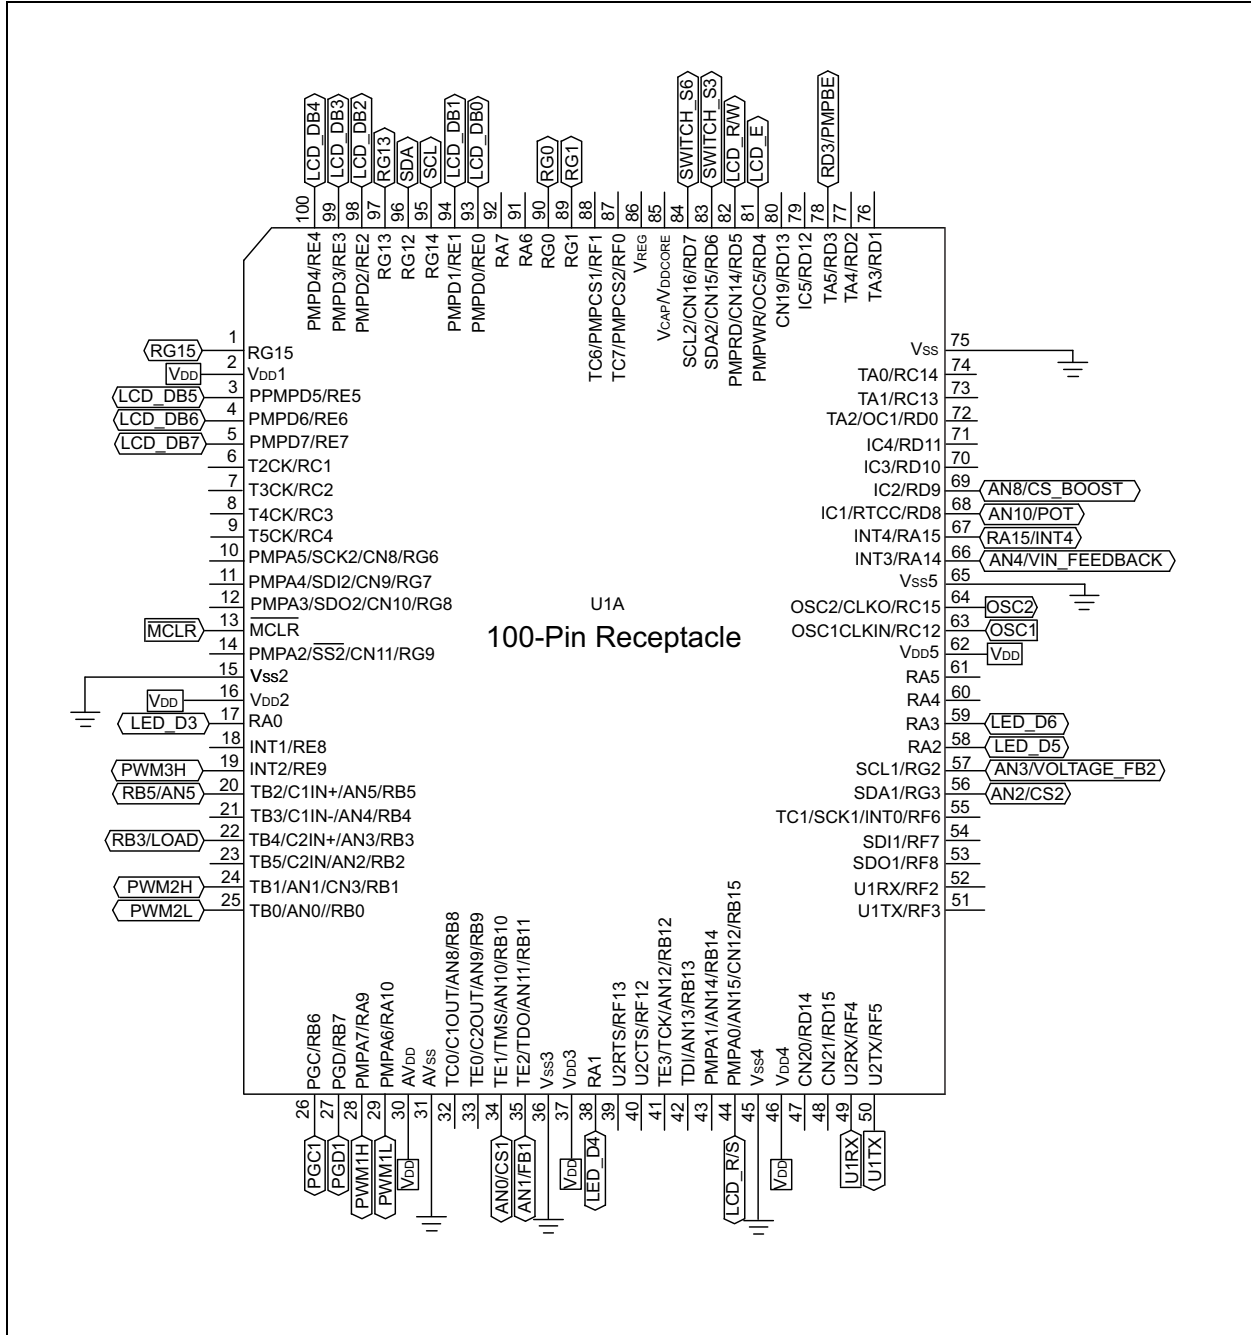 LCD_DB4
LCD_DB3
LCD_DB2
RG13
SDA
SCL
LCD_DB1
LCD_DB0
RG0
RG1
SWITCH_S6
SWITCH_S3
LCD_R/W
LCD_E
RD3/PMPBE
100
99
98
97
96
95
94
93
92
91
90
89
88
87
86
85
84
83
82
81
80
79
78
77
76
PMPD4/RE4
PMPD3/RE3
PMPD2/RE2
RG13
RG12
RG14
PMPD1/RE1
PMPD0/RE0
RA7
RA6
RG0
RG1
TC6/PMPCS1/RF1
TC7/PMPCS2/RF0
VREG
VCAP/VDDCORE
SCL2/CN16/RD7
SDA2/CN15/RD6
PMPRD/CN14/RD5
PMPWR/OC5/RD4
CN19/RD13
IC5/RD12
TA5/RD3
TA4/RD2
TA3/RD1
RG15 1 RG15
VDD 2 VDD1
LCD_DB5 3 PPMPD5/RE5
LCD_DB6 4 PMPD6/RE6
LCD_DB7 5 PMPD7/RE7
6 T2CK/RC1
7 T3CK/RC2
8 T4CK/RC3
9 T5CK/RC4
10 PMPA5/SCK2/CN8/RG6
11 PMPA4/SDI2/CN9/RG7
12 PMPA3/SDO2/CN10/RG8
MCLR 13 MCLR
14 PMPA2/SS2/CN11/RG9
15 Vss2
VDD 16 VDD2
LED_D3 17 RA0
18 INT1/RE8
PWM3H 19 INT2/RE9
RB5/AN5 20 TB2/C1IN+/AN5/RB5
21 TB3/C1IN-/AN4/RB4
RB3/LOAD 22 TB4/C2IN+/AN3/RB3
23 TB5/C2IN/AN2/RB2
PWM2H 24 TB1/AN1/CN3/RB1
PWM2L 25 TB0/AN0//RB0
U1A
100-Pin Receptacle
Vss 75
TA0/RC14 74
TA1/RC13 73
TA2/OC1/RD0 72
IC4/RD11 71
IC3/RD10 70
IC2/RD9 69 AN8/CS_BOOST
IC1/RTCC/RD8 68 AN10/POT
INT4/RA15 67 RA15/INT4
INT3/RA14 66 AN4/VIN_FEEDBACK
Vss5 65
OSC2/CLKO/RC15 64 OSC2
OSC1CLKIN/RC12 63 OSC1
VDD5 62 VDD
RA5 61
RA4 60
RA3 59 LED_D6
RA2 58 LED_D5
SCL1/RG2 57 AN3/VOLTAGE_FB2
SDA1/RG3 56 AN2/CS2
TC1/SCK1/INT0/RF6 55
SDI1/RF7 54
SDO1/RF8 53
U1RX/RF2 52
U1TX/RF3 51
PGC/RB6
PGD/RB7
PMPA7/RA9
PMPA6/RA10
AVDD
AVss
TC0/C1OUT/AN8/RB8
TE0/C2OUT/AN9/RB9
TE1/TMS/AN10/RB10
TE2/TDO/AN11/RB11
Vss3
VDD3
RA1
U2RTS/RF13
U2CTS/RF12
TE3/TCK/AN12/RB12
TDI/AN13/RB13
PMPA1/AN14/RB14
PMPA0/AN15/CN12/RB15
Vss4
VDD4
CN20/RD14
CN21/RD15
U2RX/RF4
U2TX/RF5
26
27
28
29
30
31
32
33
34
35
36
37
38
39
40
41
42
43
44
45
46
47
48
49
50
PGC1
PGD1
PWM1H
PWM1L
VDD
AN0/CS1
AN1/FB1
VDD
LED_D4
LCD_R/S
VDD
U1RX
U1TX